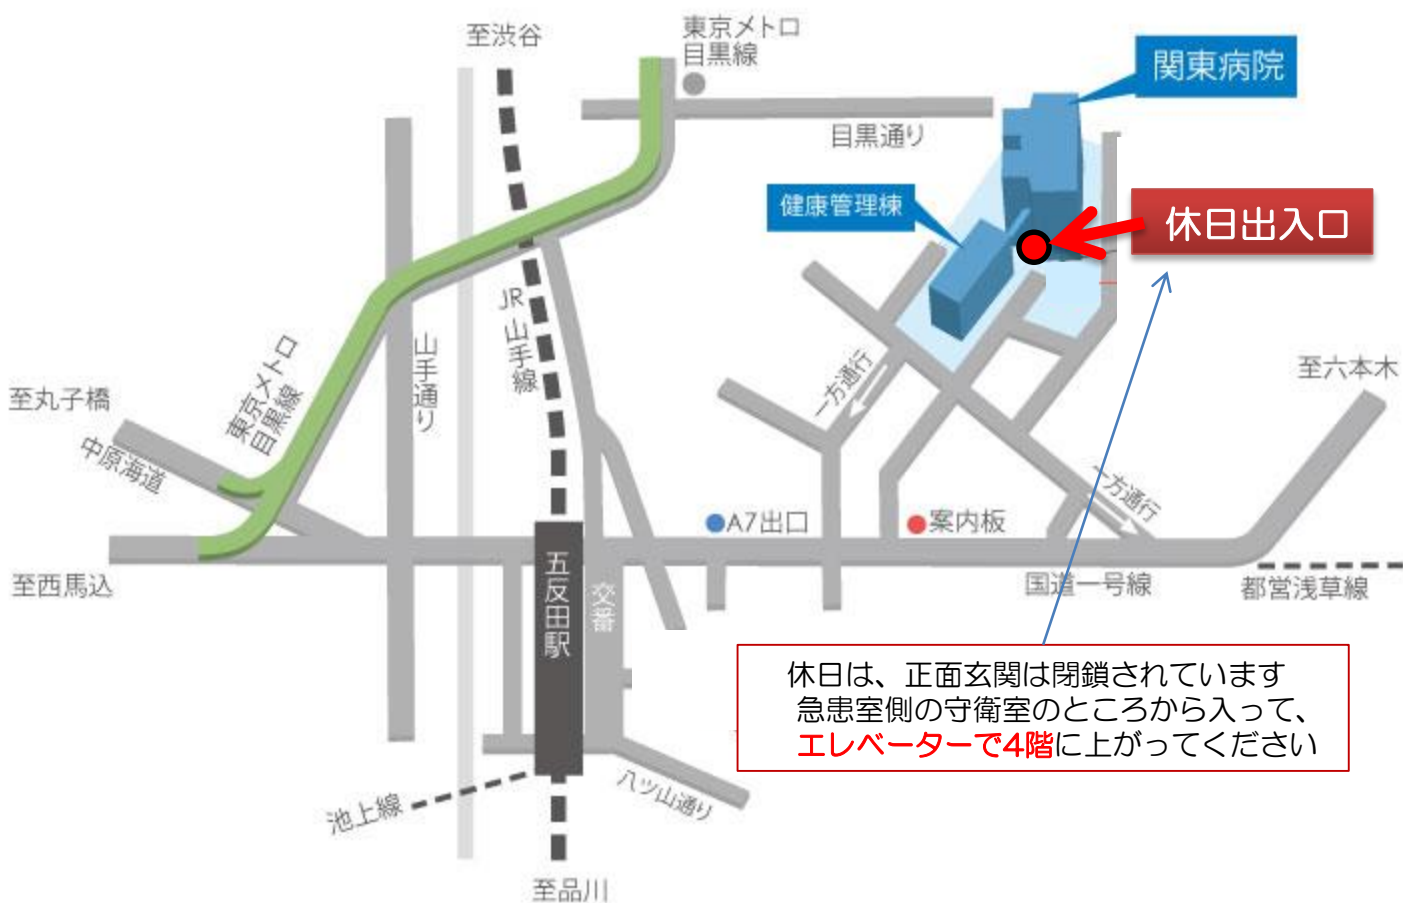 至渋谷
東京メトロ
目黒線
関東病院
目黒通り
健康管理棟
休日出入口
JR
山手線
山手通り
東京メトロ
目黒線
至丸子橋
中原海道
一方通行
至六本木
一方通行
A7出口
案内板
至西馬込
五反田駅
交番
国道一号線
都営浅草線
休日は、正面玄関は閉鎖されています
急患室側の守衛室のところから入って、
エレベーターで4階に上がってください
池上線
八ツ山通り
至品川